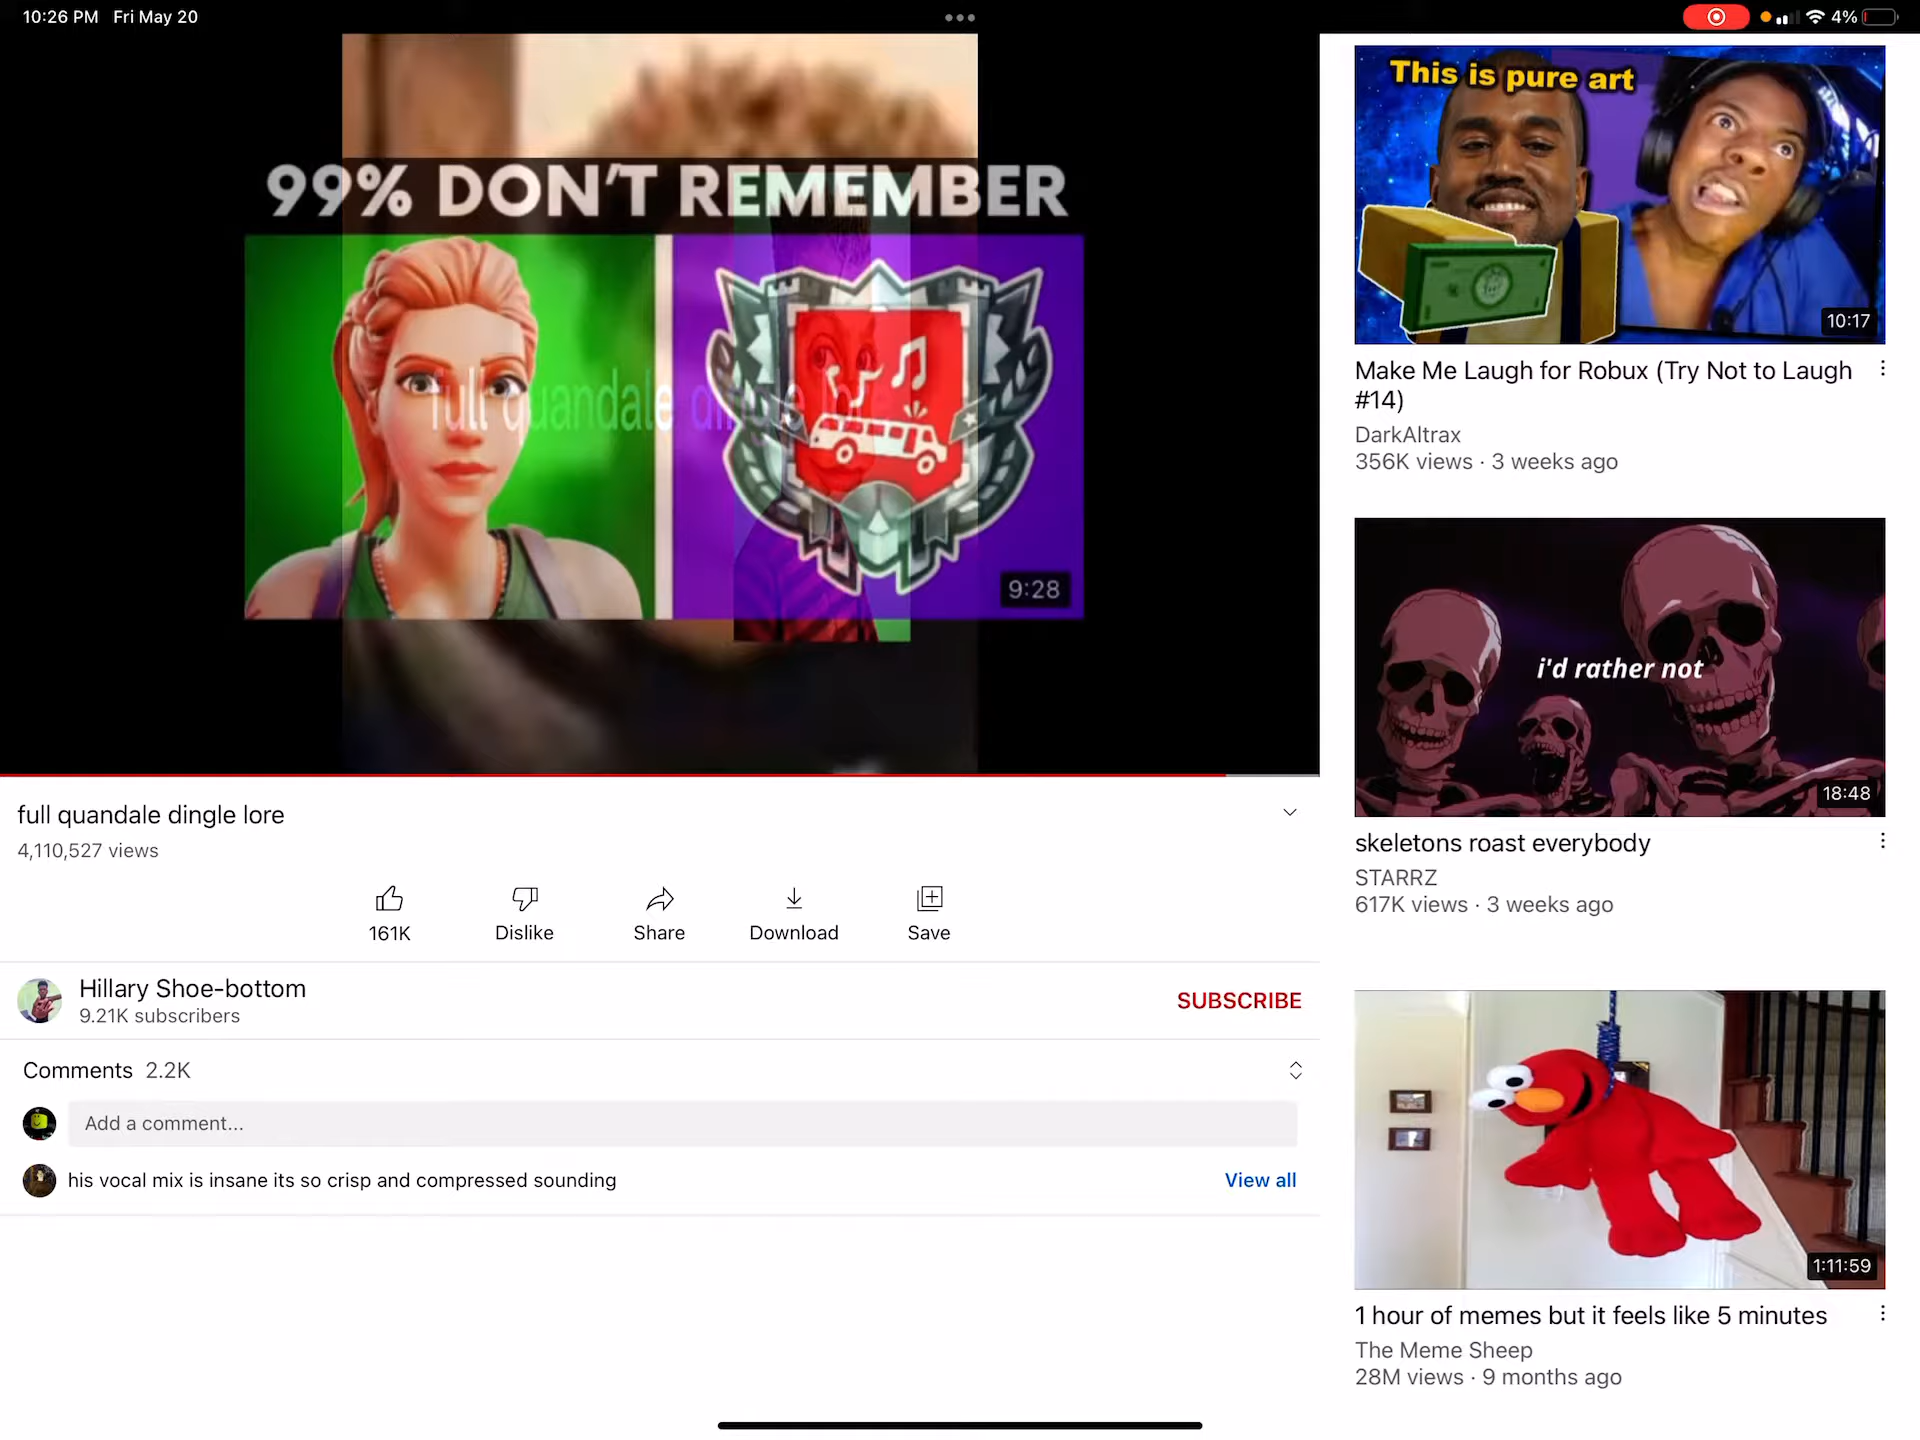 10:26 PM Fri May 20
4%
99% DON'T REMEMBER
full quandale dingle lore
9:28
full quandale dingle lore
4,110,527 views
161K
Dislike
Share
Download
Save
Hillary Shoe-bottom
9.21K subscribers
SUBSCRIBE
Comments 2.2K
Add a comment...
his vocal mix is insane its so crisp and compressed sounding
View all
This is pure art
10:17
Make Me Laugh for Robux (Try Not to Laugh
#14)
DarkAltrax
356K views · 3 weeks ago
i'd rather not
18:48
skeletons roast everybody
STARRZ
617K views · 3 weeks ago
1:11:59
1 hour of memes but it feels like 5 minutes
The Meme Sheep
28M views · 9 months ago